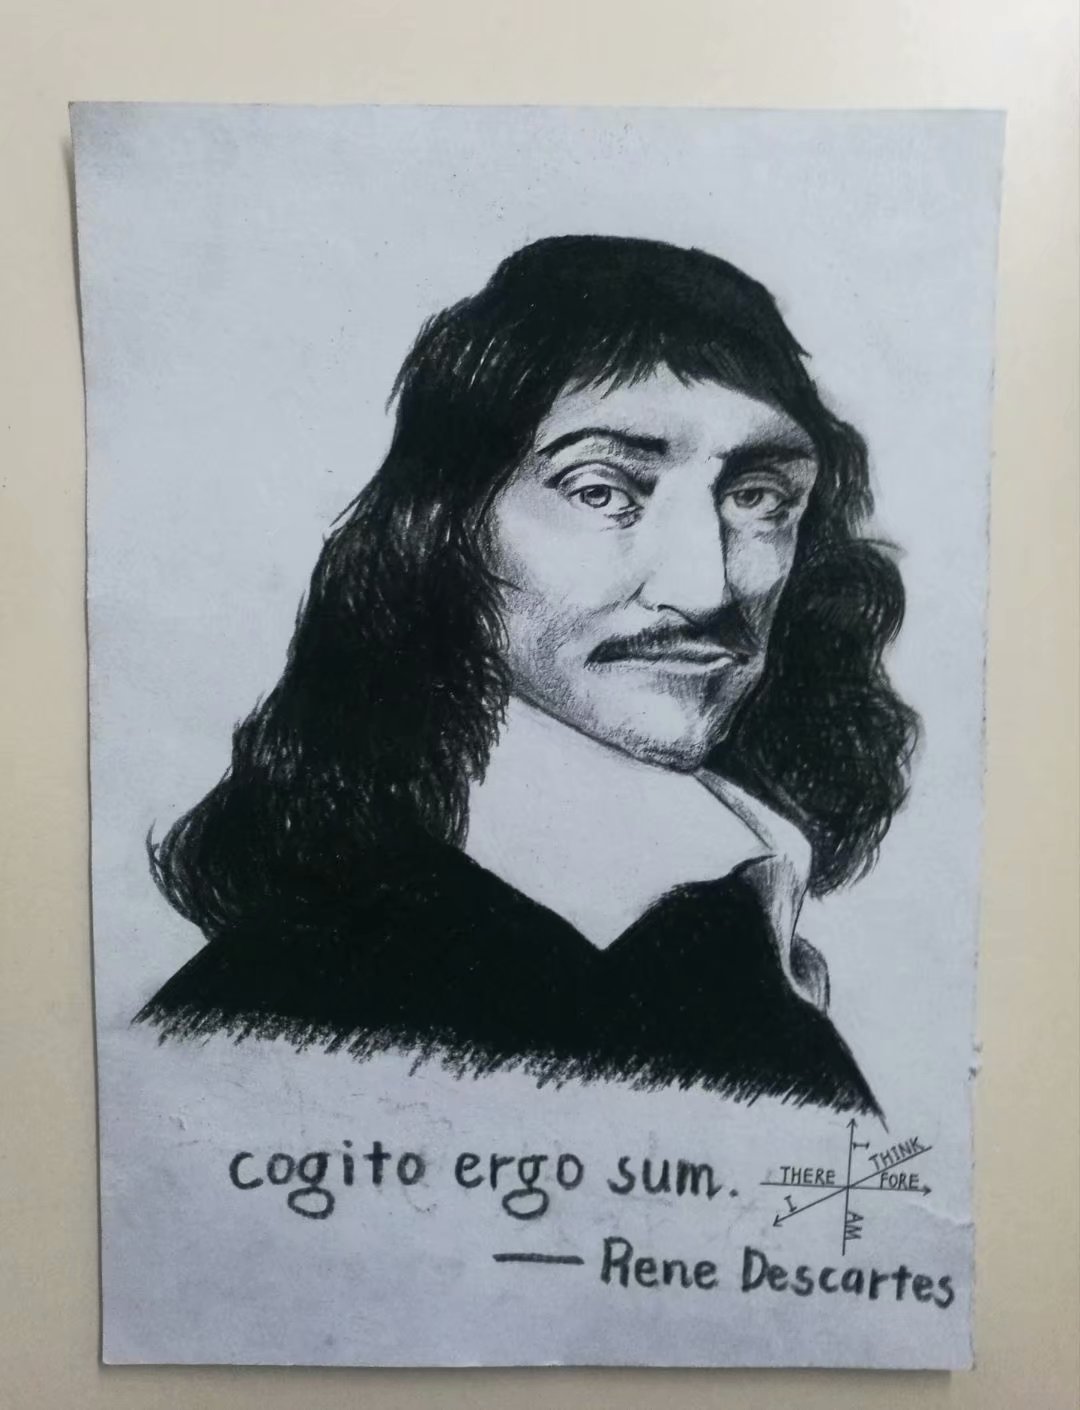 cogito ergo sum.
I THINK
THERE FORE
I AM
— Rene Descartes